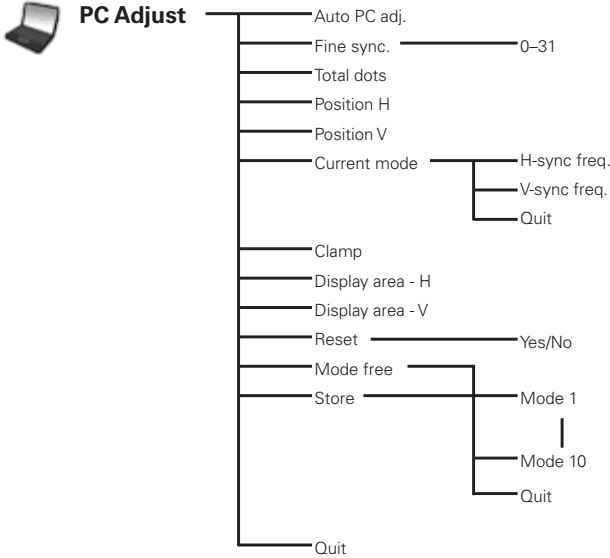 PC Adjust
Auto PC adj.
Fine sync.
0–31
Total dots
Position H
Position V
Current mode
H-sync freq.
V-sync freq.
Quit
Clamp
Display area - H
Display area - V
Reset
Yes/No
Mode free
Store
Mode 1
Mode 10
Quit
Quit